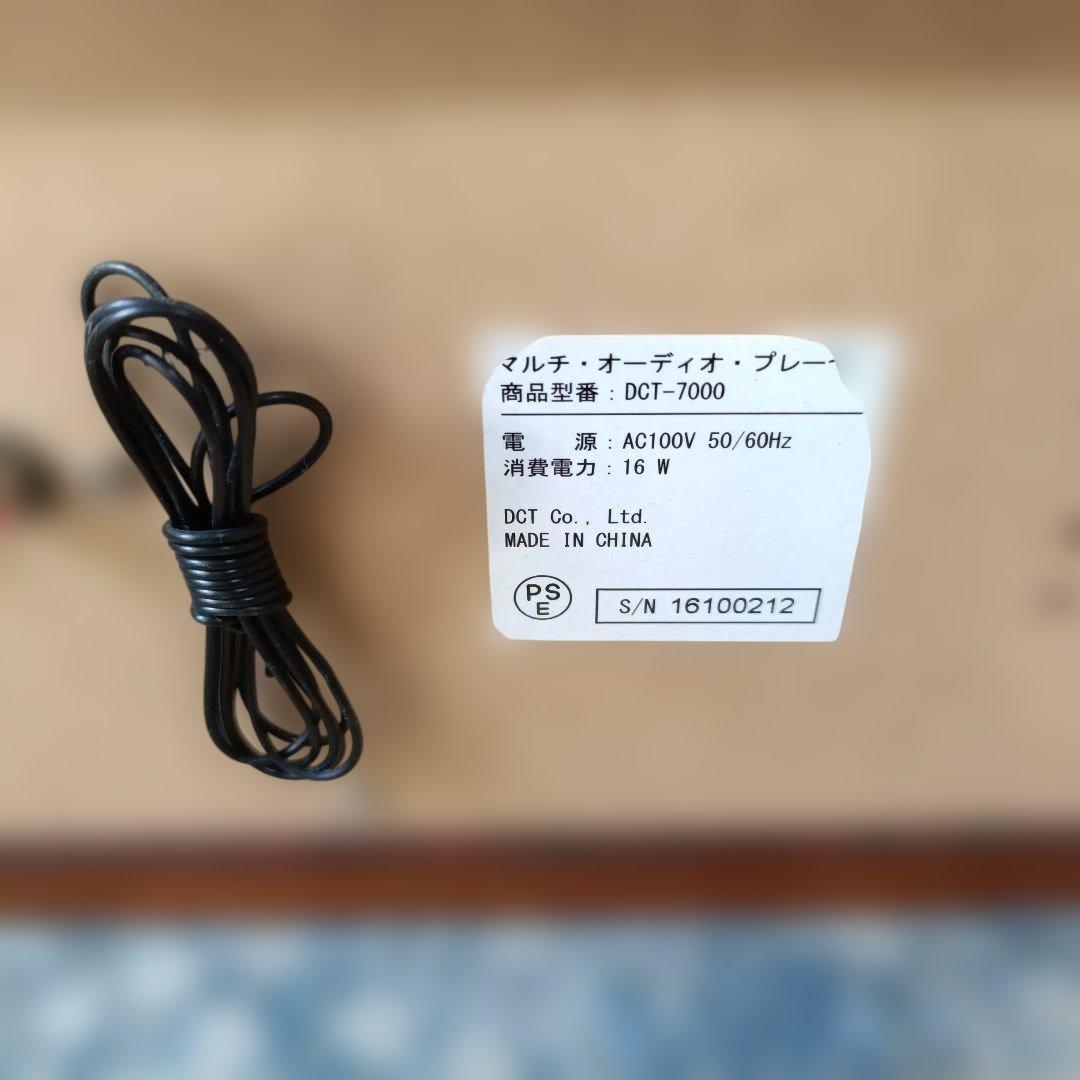 マルチ・オーディオ・プレー
商品型番：DCT-7000
電　　源：AC100V 50/60Hz
消費電力：16 W
DCT Co., Ltd.
MADE IN CHINA
PS
E
S/N 16100212